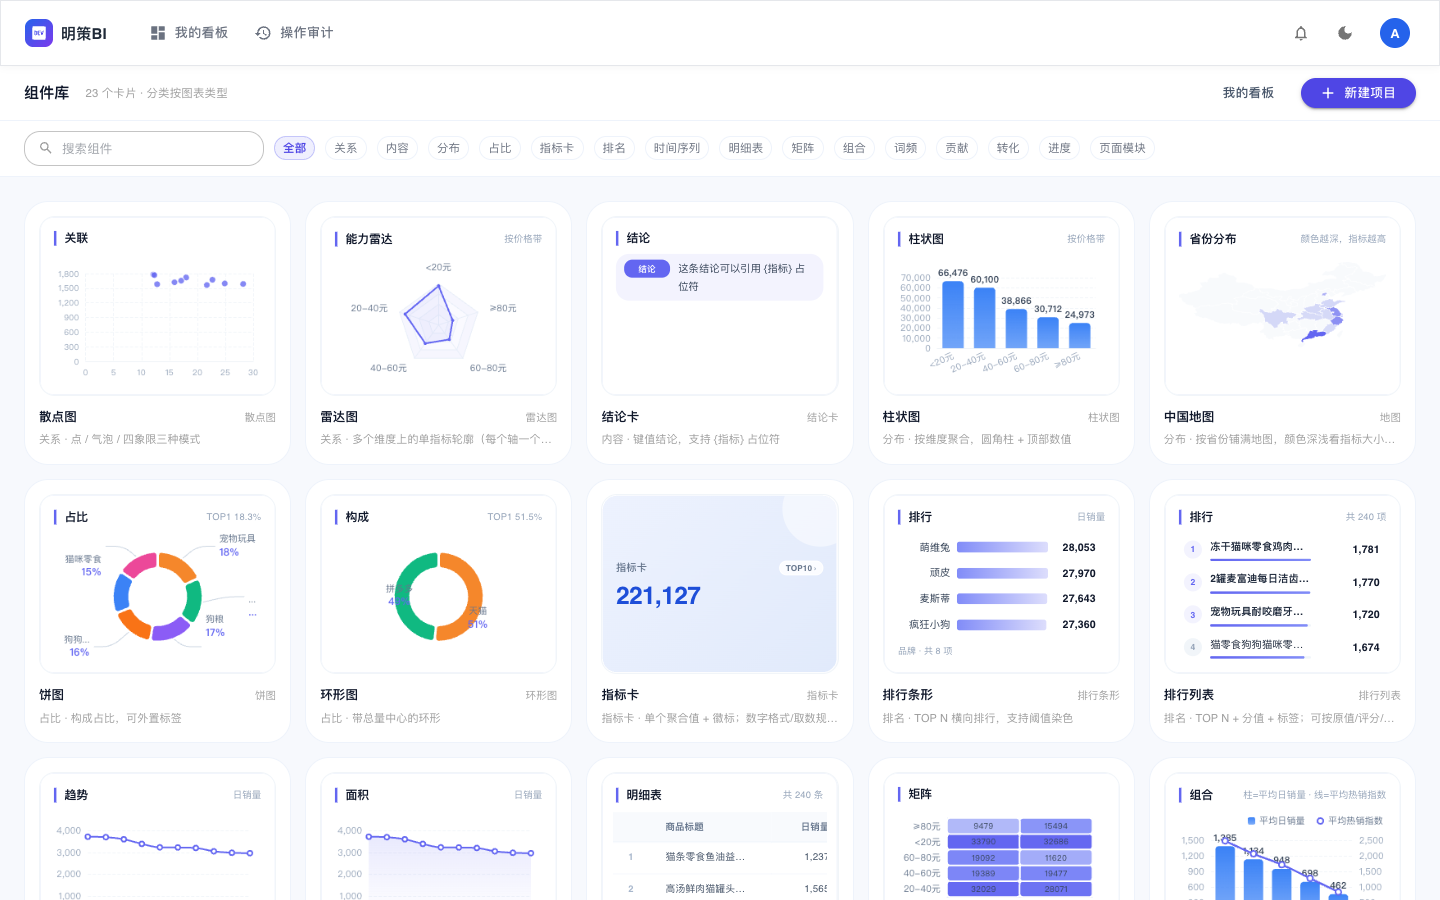 DEV 明策BI 我的看板 操作审计 A
组件库 23 个卡片 · 分类按图表类型 我的看板 + 新建项目
搜索组件 全部 关系 内容 分布 占比 指标卡 排名 时间序列 明细表 矩阵 组合 词频 贡献 转化 进度 页面模块
关联
1,800
1,500
1,200
900
600
300
0
0 5 10 15 20 25 30
散点图 散点图
关系 · 点 / 气泡 / 四象限三种模式
能力雷达 按价格带
<20元
20-40元 ≥80元
40-60元 60-80元
雷达图 雷达图
关系 · 多个维度上的单指标轮廓（每个轴一个...
结论
结论 这条结论可以引用 {指标} 占
位符
结论卡 结论卡
内容 · 键值结论，支持 {指标} 占位符
柱状图 按价格带
70,000
60,000
50,000
40,000
30,000
20,000
10,000
0
66,476 60,100 38,866 30,712 24,973
<20元 20-40元 40-60元 60-80元 ≥80元
柱状图 柱状图
分布 · 按维度聚合，圆角柱 + 顶部数值
省份分布 颜色越深，指标越高
中国地图 地图
分布 · 按省份铺满地图，颜色深浅看指标大小...
占比 TOP1 18.3%
宠物玩具
18%
猫咪零食
15%
...
...
狗粮
17%
狗狗...
16%
饼图 饼图
占比 · 构成占比，可外置标签
构成 TOP1 51.5%
天猫
51%
环形图 环形图
占比 · 带总量中心的环形
指标卡 TOP10 ›
221,127
指标卡 指标卡
指标卡 · 单个聚合值 + 徽标；数字格式/取数规...
排行 日销量
萌维兔 28,053
顽皮 27,970
麦斯蒂 27,643
疯狂小狗 27,360
品牌 · 共 8 项
排行条形 排行条形
排名 · TOP N 横向排行，支持阈值染色
排行 共 240 项
1 冻干猫咪零食鸡肉... 1,781
2 2罐麦富迪每日洁齿... 1,770
3 宠物玩具耐咬磨牙... 1,720
4 猫零食狗狗猫咪零... 1,674
排行列表 排行列表
排名 · TOP N + 分值 + 标签；可按原值/评分/...
趋势 日销量
4,000
3,000
2,000
1,000
面积 日销量
4,000
3,000
2,000
1,000
明细表 共 240 条
商品标题 日销量
1 猫条零食鱼油益... 1,237
2 高汤鲜肉猫罐头... 1,565
矩阵
≥80元 9479 15494
<20元 33790 32686
60-80元 19092 11620
40-60元 19389 19477
20-40元 32029 28071
组合 柱=平均日销量 · 线=平均热销指数
平均日销量 平均热销指数
1,500
1,200
900
600
1,285 1,134 948 698 462
2,500
2,000
1,500
1,000